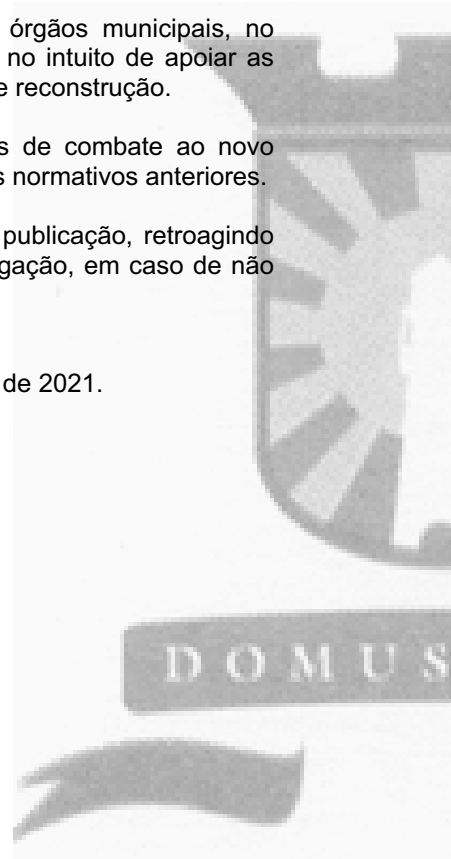 órgãos municipais, no
no intuito de apoiar as
e reconstrução.
s de combate ao novo
s normativos anteriores.
publicação, retroagindo
gação, em caso de não
de 2021.
DOMUS